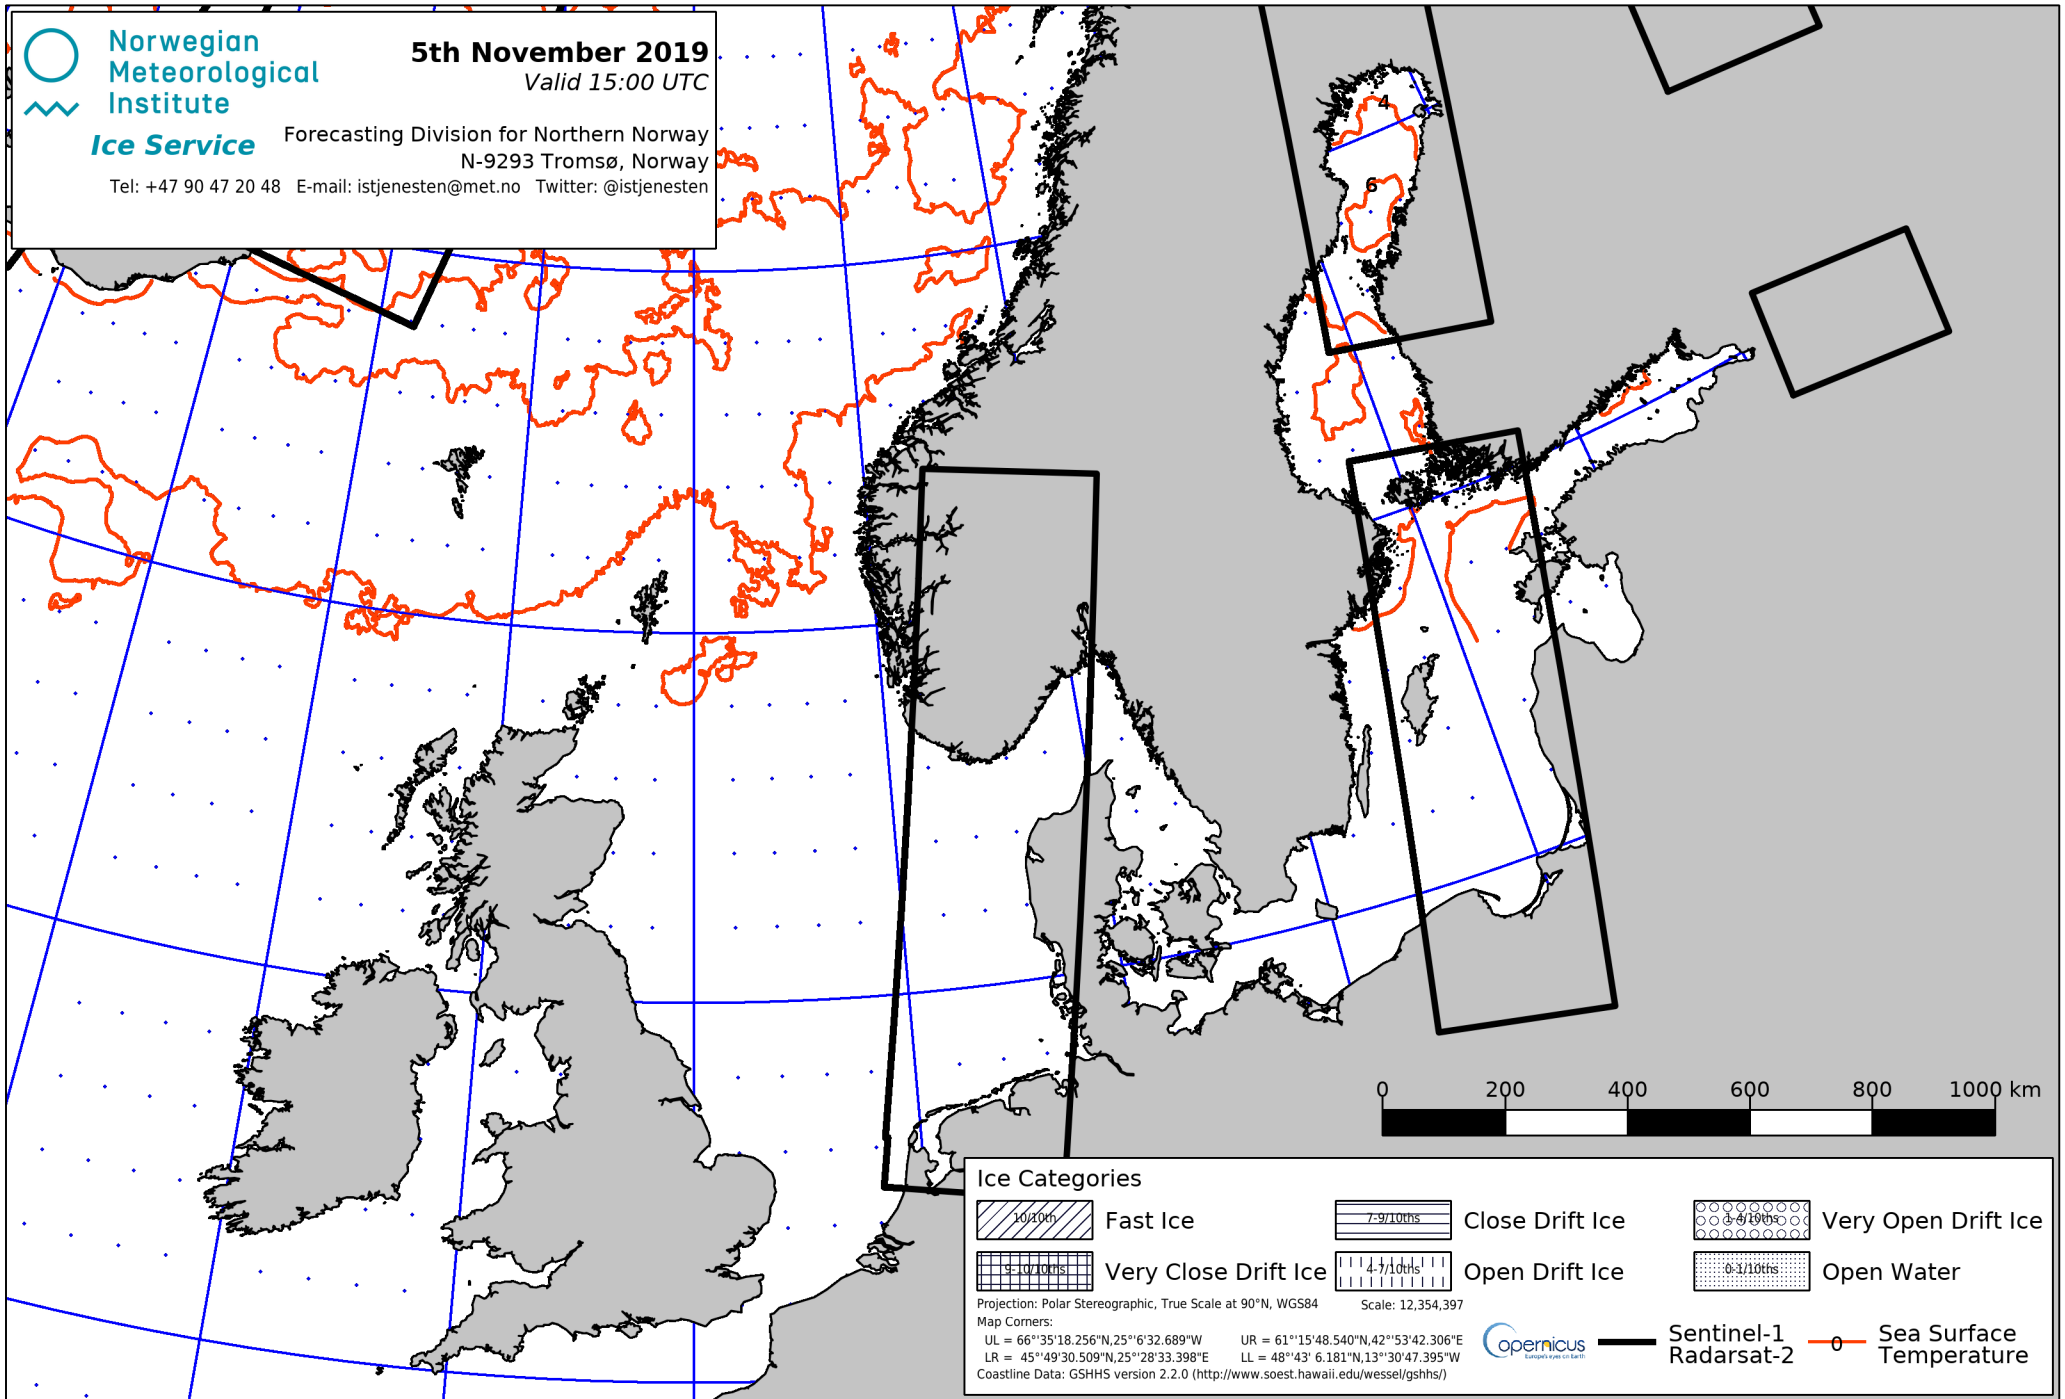 Norwegian
Meteorological
Institute
Ice Service
5th November 2019
Valid 15:00 UTC
Forecasting Division for Northern Norway
N-9293 Tromsø, Norway
Tel: +47 90 47 20 48 E-mail: istjenesten@met.no Twitter: @istjenesten
4
6
0 200 400 600 800 1000 km
Ice Categories
10/10th Fast Ice
7-9/10ths Close Drift Ice
1-4/10ths Very Open Drift Ice
9-10/10ths Very Close Drift Ice
4-7/10ths Open Drift Ice
0-1/10ths Open Water
Projection: Polar Stereographic, True Scale at 90°N, WGS84 Scale: 12,354,397
Map Corners:
UL = 66°'35'18.256"N,25°'6'32.689"W UR = 61°'15'48.540"N,42°'53'42.306"E
LR = 45°'49'30.509"N,25°'28'33.398"E LL = 48°'43' 6.181"N,13°'30'47.395"W
Coastline Data: GSHHS version 2.2.0 (http://www.soest.hawaii.edu/wessel/gshhs/)
Copernicus
Europe's eyes on Earth
Sentinel-1
Radarsat-2
0
Sea Surface
Temperature